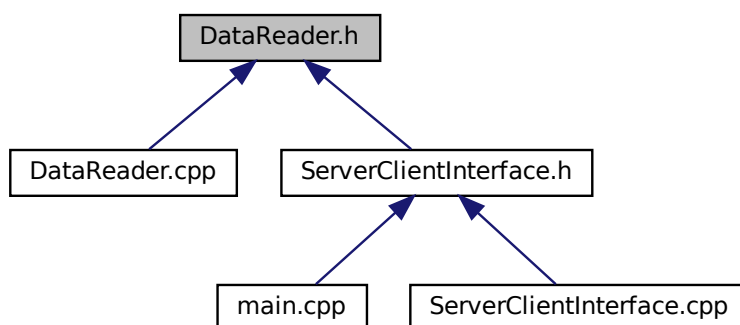 DataReader.h
DataReader.cpp
ServerClientInterface.h
main.cpp
ServerClientInterface.cpp